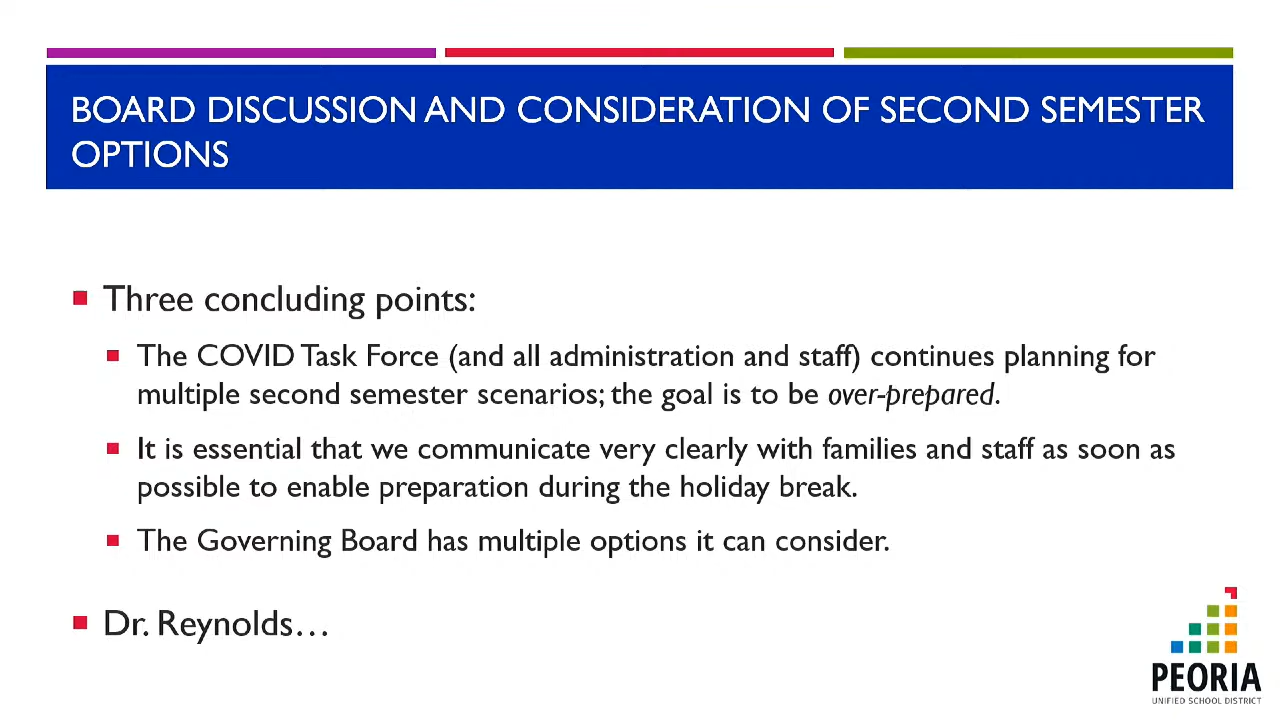 BOARD DISCUSSION AND CONSIDERATION OF SECOND SEMESTER
OPTIONS
Three concluding points:
The COVID Task Force (and all administration and staff) continues planning for
multiple second semester scenarios; the goal is to be over-prepared.
It is essential that we communicate very clearly with families and staff as soon as
possible to enable preparation during the holiday break.
The Governing Board has multiple options it can consider.
Dr. Reynolds…
PEORIA
UNIFIED SCHOOL DISTRICT